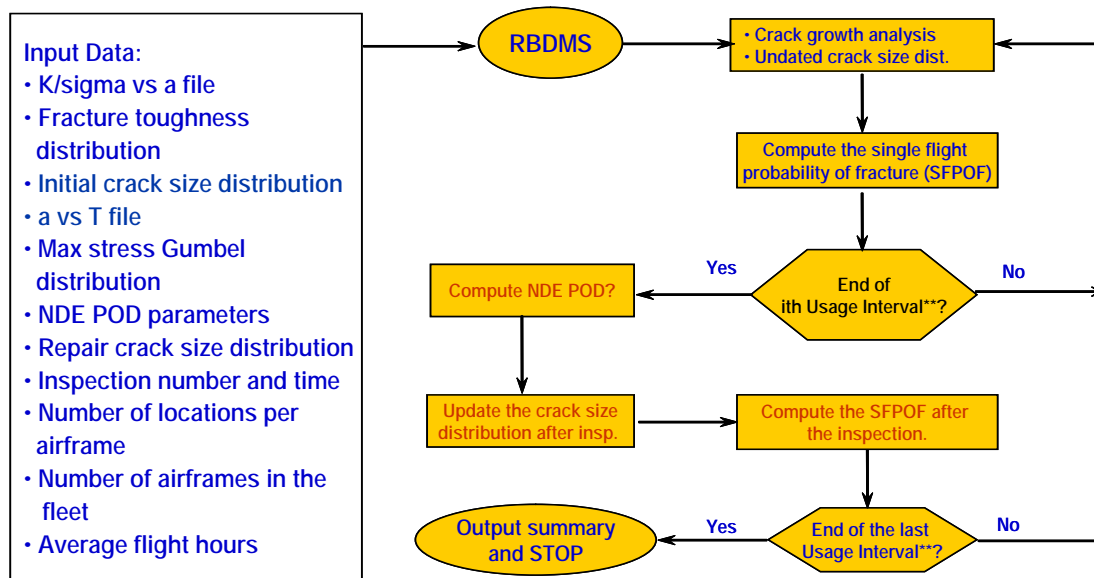 Input Data:
• K/sigma vs a file
• Fracture toughness
distribution
• Initial crack size distribution
• a vs T file
• Max stress Gumbel
distribution
• NDE POD parameters
• Repair crack size distribution
• Inspection number and time
• Number of locations per
airframe
• Number of airframes in the
fleet
• Average flight hours
RBDMS
• Crack growth analysis
• Undated crack size dist.
Compute the single flight
probability of fracture (SFPOF)
End of
ith Usage Interval**?
Yes
No
Compute NDE POD?
Update the crack size
distribution after insp.
Compute the SFPOF after
the inspection.
End of the last
Usage Interval**?
Yes
No
Output summary
and STOP